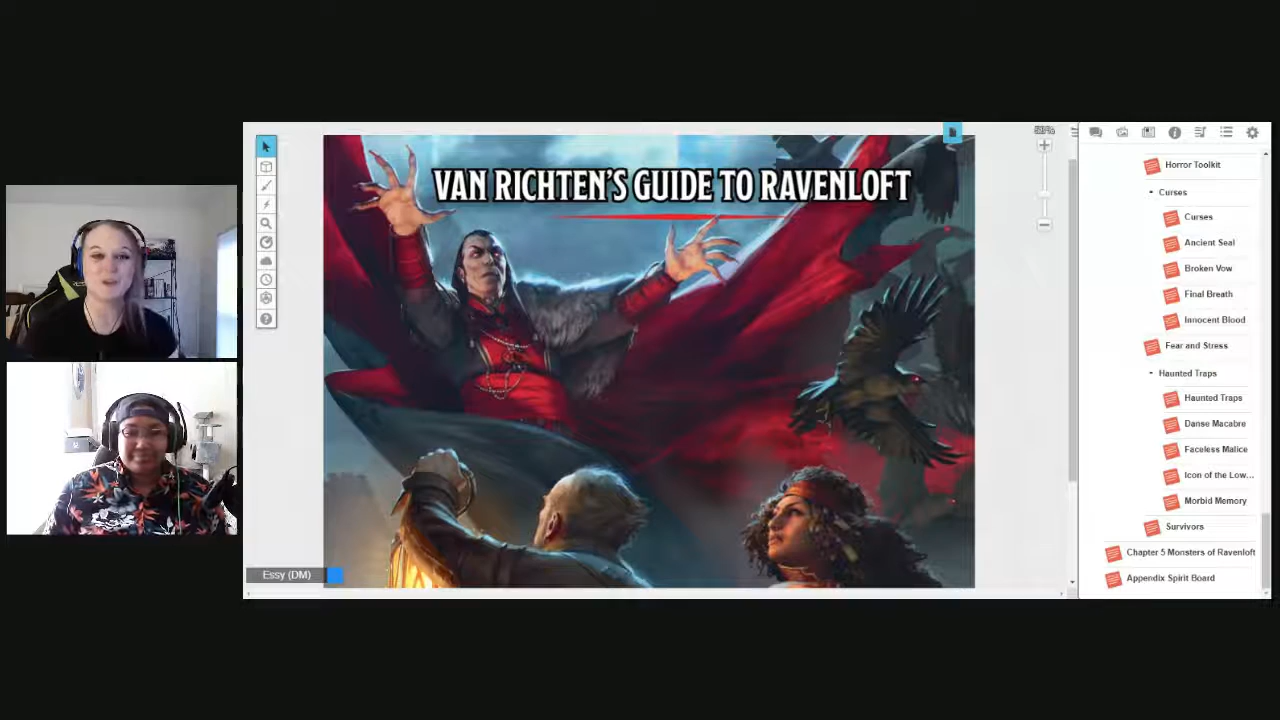 VAN RICHTEN'S GUIDE TO RAVENLOFT
Essy (DM)
Horror Toolkit
Curses
Curses
Ancient Seal
Broken Vow
Final Breath
Innocent Blood
Fear and Stress
Haunted Traps
Haunted Traps
Danse Macabre
Faceless Malice
Icon of the Low...
Morbid Memory
Survivors
Chapter 5 Monsters of Ravenloft
Appendix Spirit Board